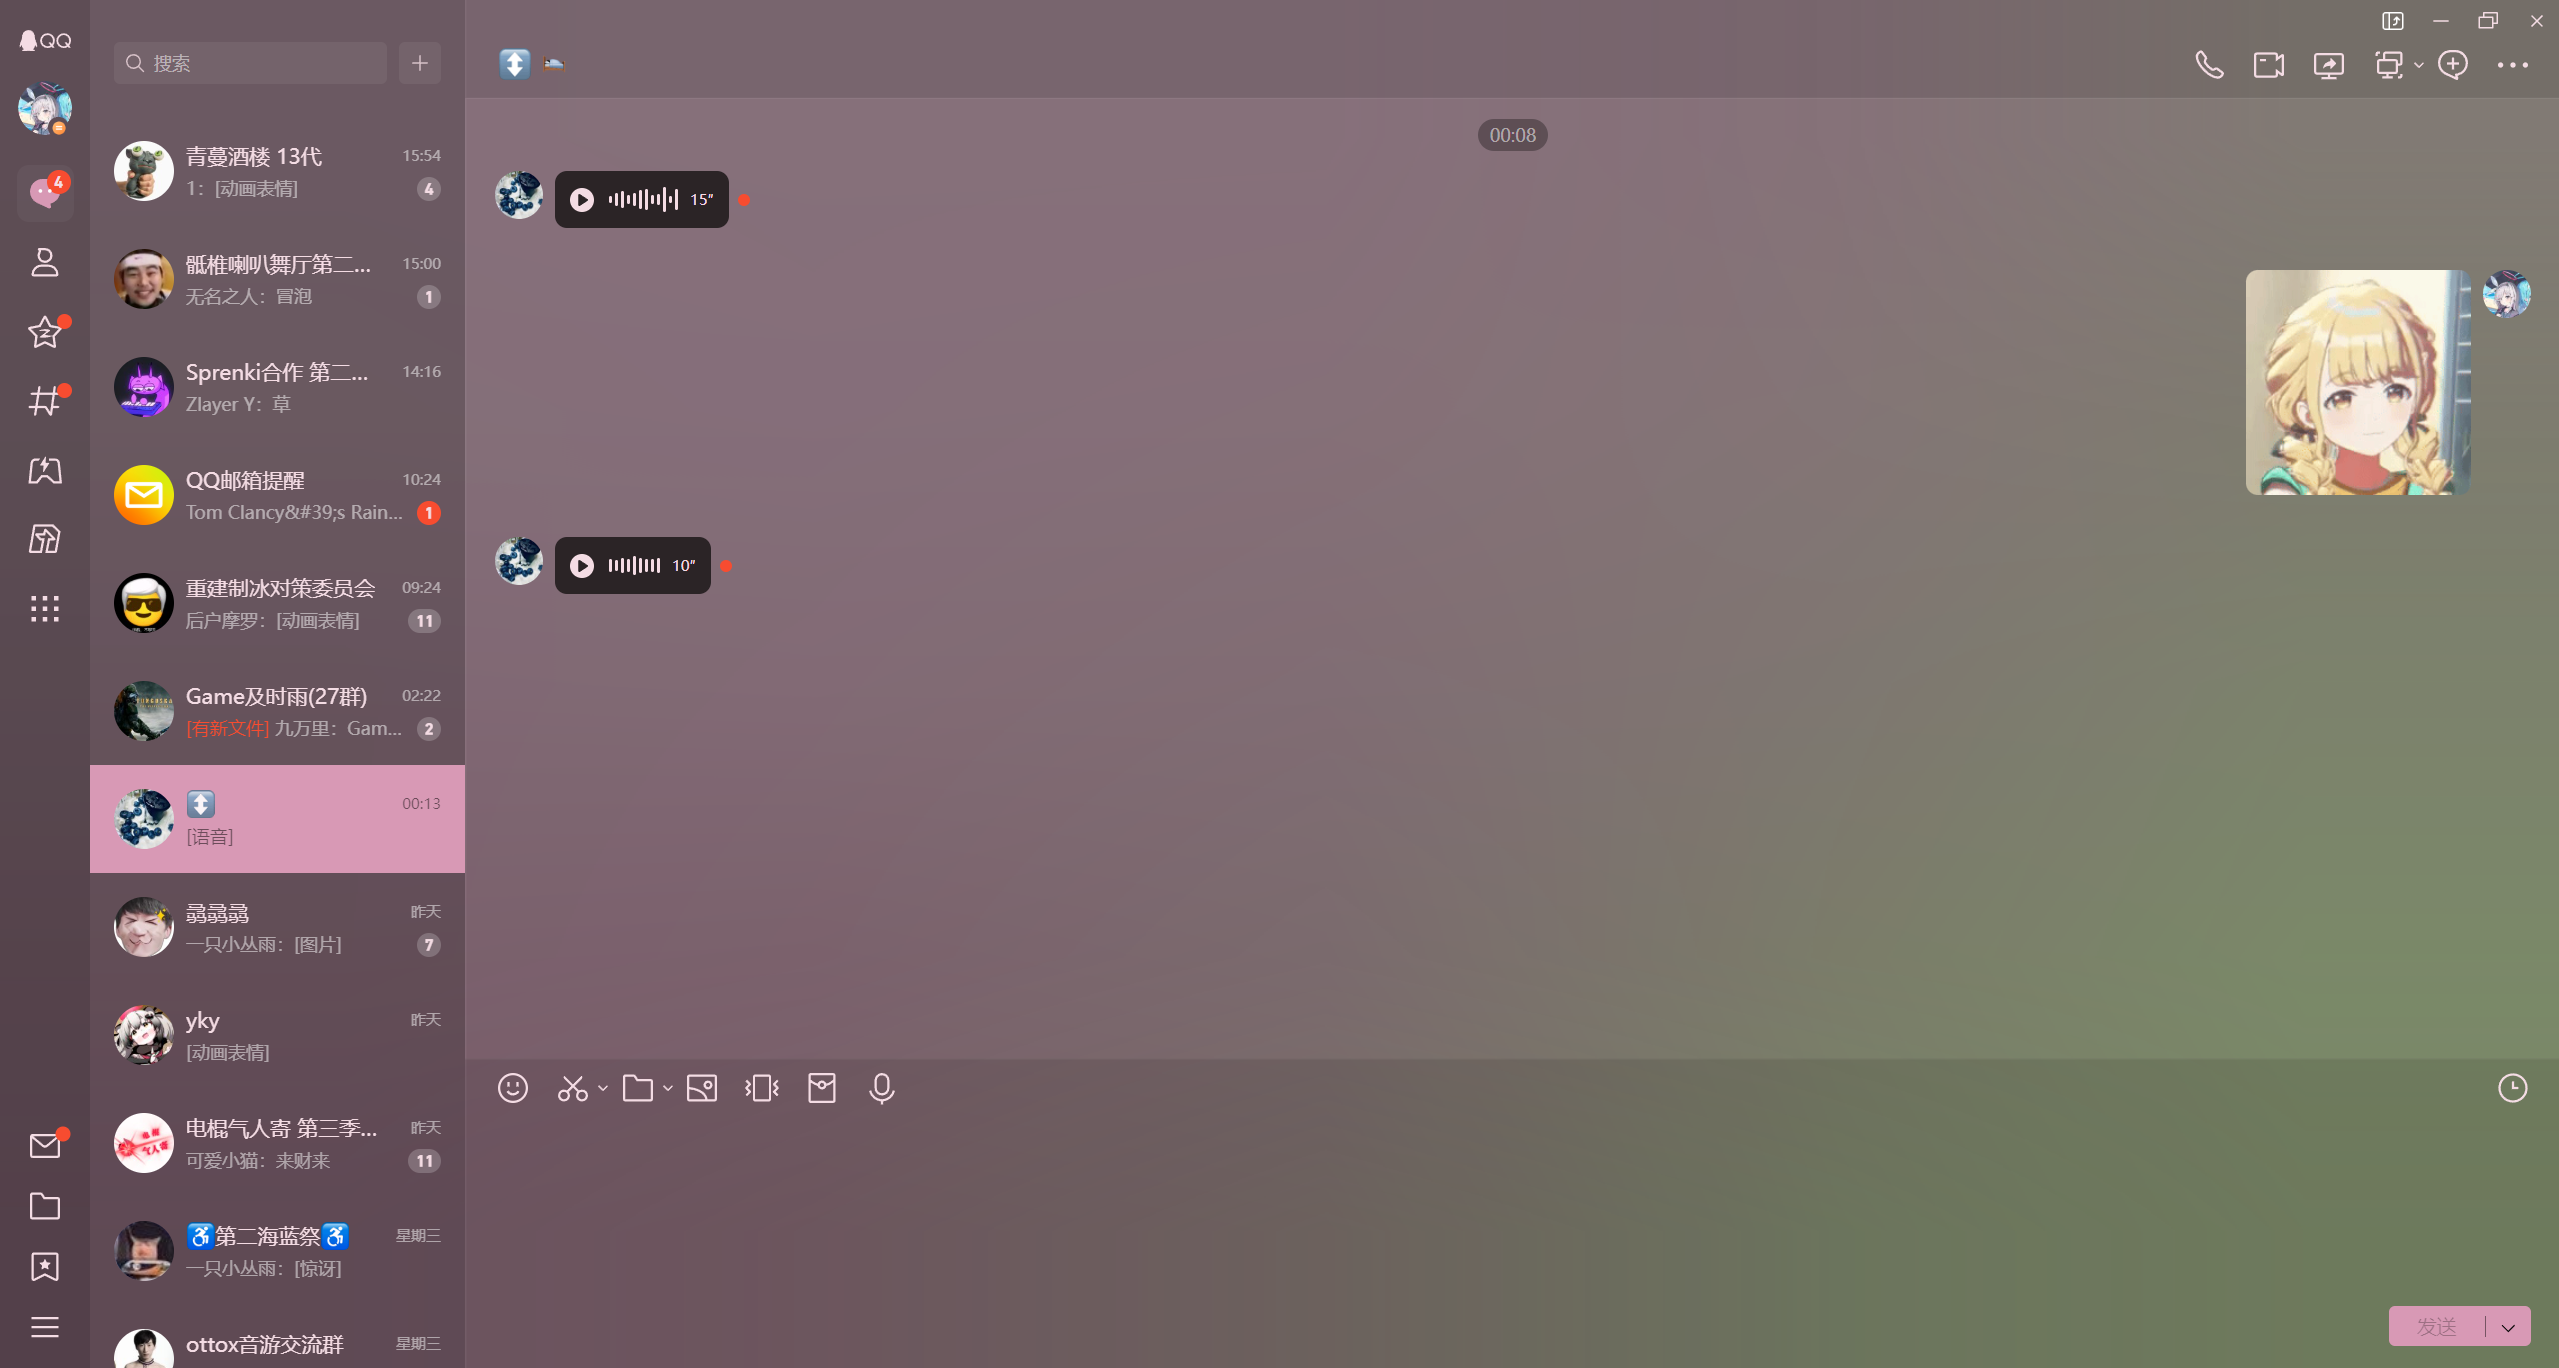 QQ
搜索
4
青蔓酒楼 13代
15:54
1：[动画表情]
4
骶椎喇叭舞厅第二...
15:00
无名之人：冒泡
1
Sprenki合作 第二...
14:16
Zlayer Y：草
QQ邮箱提醒
10:24
Tom Clancy&#39;s Rain...
1
重建制冰对策委员会
09:24
后户摩罗：[动画表情]
11
Game及时雨(27群)
02:22
[有新文件] 九万里：Gam...
2
↕️
00:13
[语音]
昨天
一只小丛雨：[图片]
7
yky
昨天
[动画表情]
电棍气人寄 第三季...
昨天
可爱小猫：来财来
11
♿第二海蓝祭♿
星期三
一只小丛雨：[惊讶]
ottox音游交流群
星期三
↕️ 🛌
00:08
15″
10″
发送